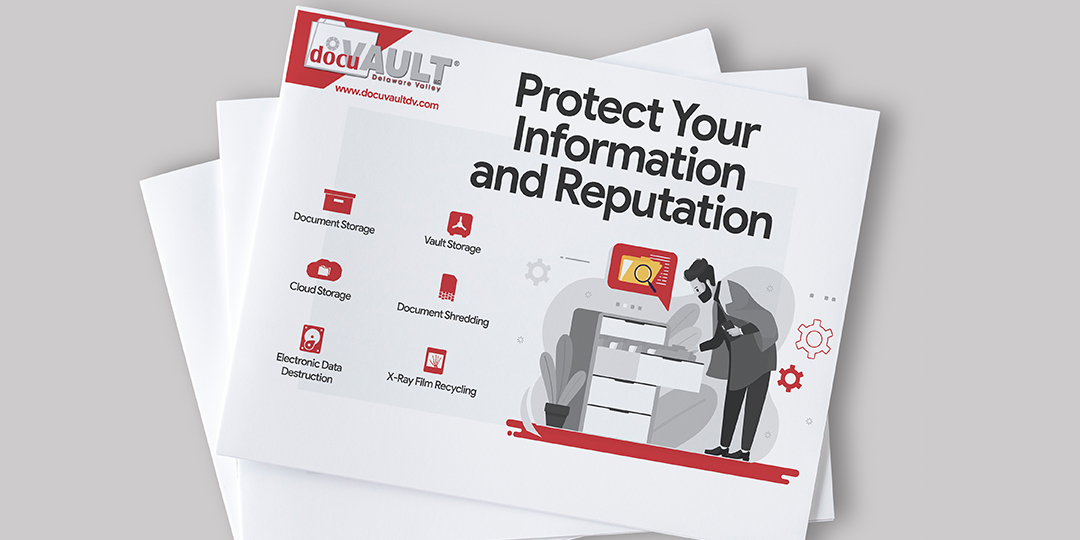 docuVAULT®
Delaware Valley
www.docuvaultdv.com
Protect Your
Information
and Reputation
Document Storage
Vault Storage
Cloud Storage
Document Shredding
Electronic Data
Destruction
X-Ray Film Recycling